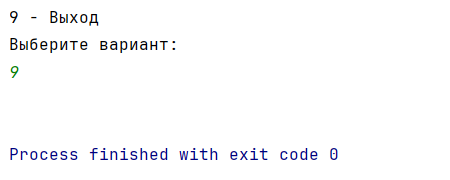 9 - Выход
Выберите вариант:
9
Process finished with exit code 0